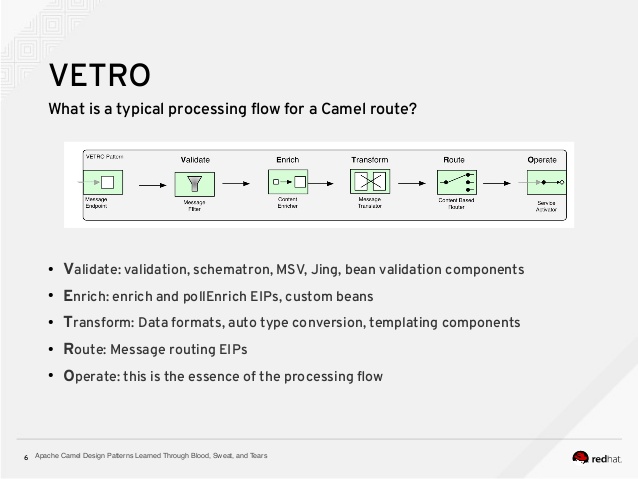 VETRO
What is a typical processing flow for a Camel route?
VETRO Pattern
Validate Enrich Transform Route Operate
Message Endpoint
Message Filter
Content Enricher
Message Translator
Content Based Router
Service Activator
• Validate: validation, schematron, MSV, Jing, bean validation components
• Enrich: enrich and pollEnrich EIPs, custom beans
• Transform: Data formats, auto type conversion, templating components
• Route: Message routing EIPs
• Operate: this is the essence of the processing flow
6 Apache Camel Design Patterns Learned Through Blood, Sweat, and Tears
redhat.